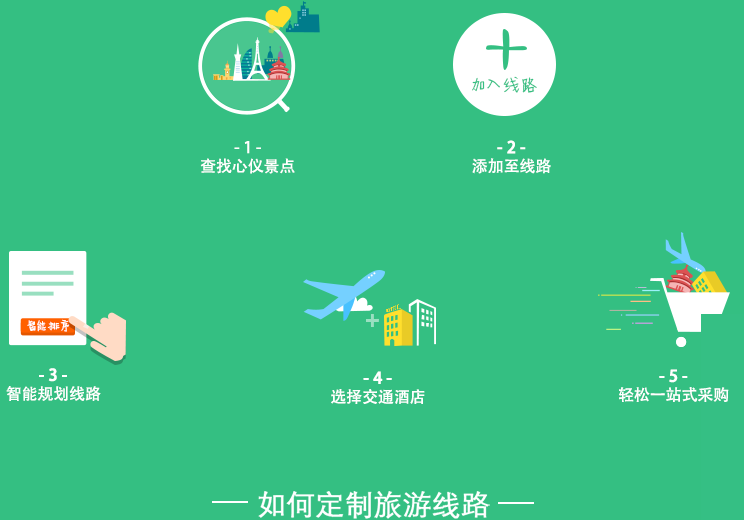 加入线路
- 1 -
查找心仪景点
- 2 -
添加至线路
智能排序
- 3 -
智能规划线路
- 4 -
选择交通酒店
- 5 -
轻松一站式采购
如何定制旅游线路